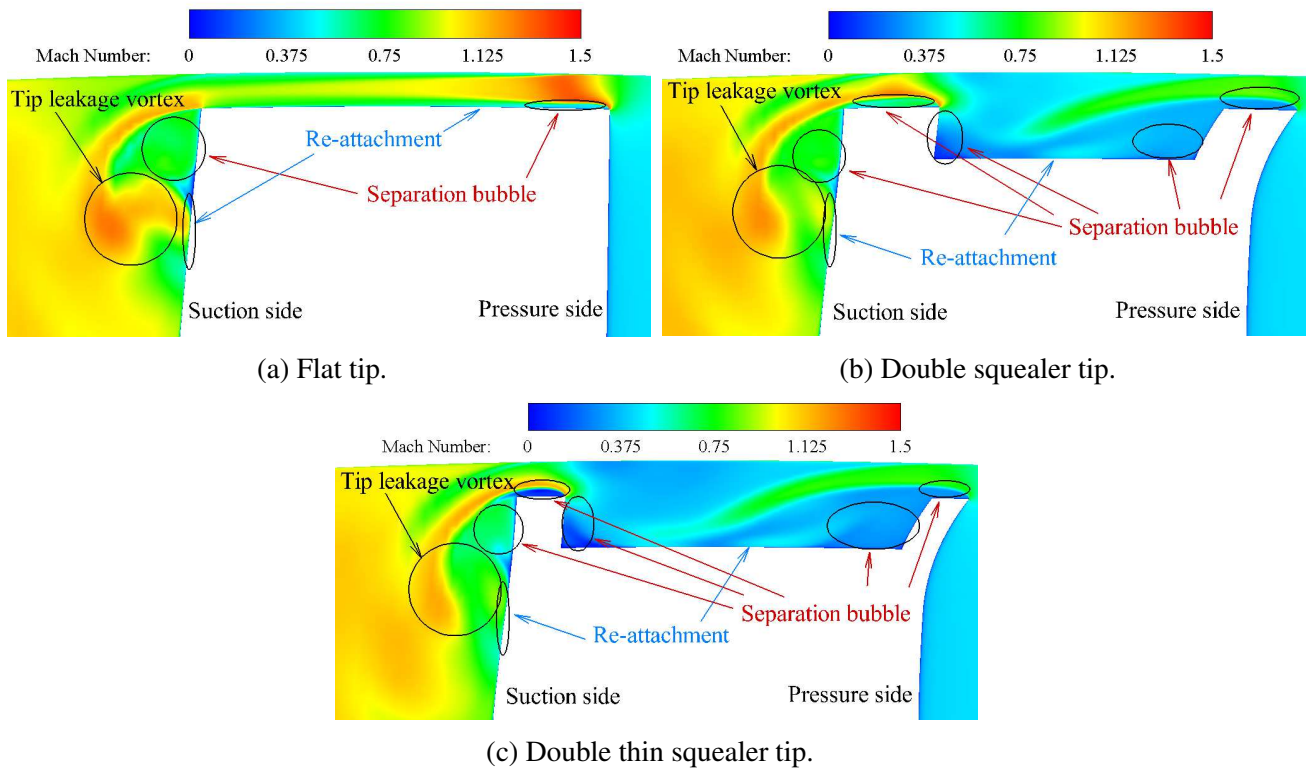 Mach Number: 0 0.375 0.75 1.125 1.5
Tip leakage vortex
Re-attachment
Separation bubble
Suction side
Pressure side
(a) Flat tip.
Mach Number: 0 0.375 0.75 1.125 1.5
Tip leakage vortex
Separation bubble
Re-attachment
Suction side
Pressure side
(b) Double squealer tip.
Mach Number: 0 0.375 0.75 1.125 1.5
Tip leakage vortex
Separation bubble
Re-attachment
Suction side
Pressure side
(c) Double thin squealer tip.